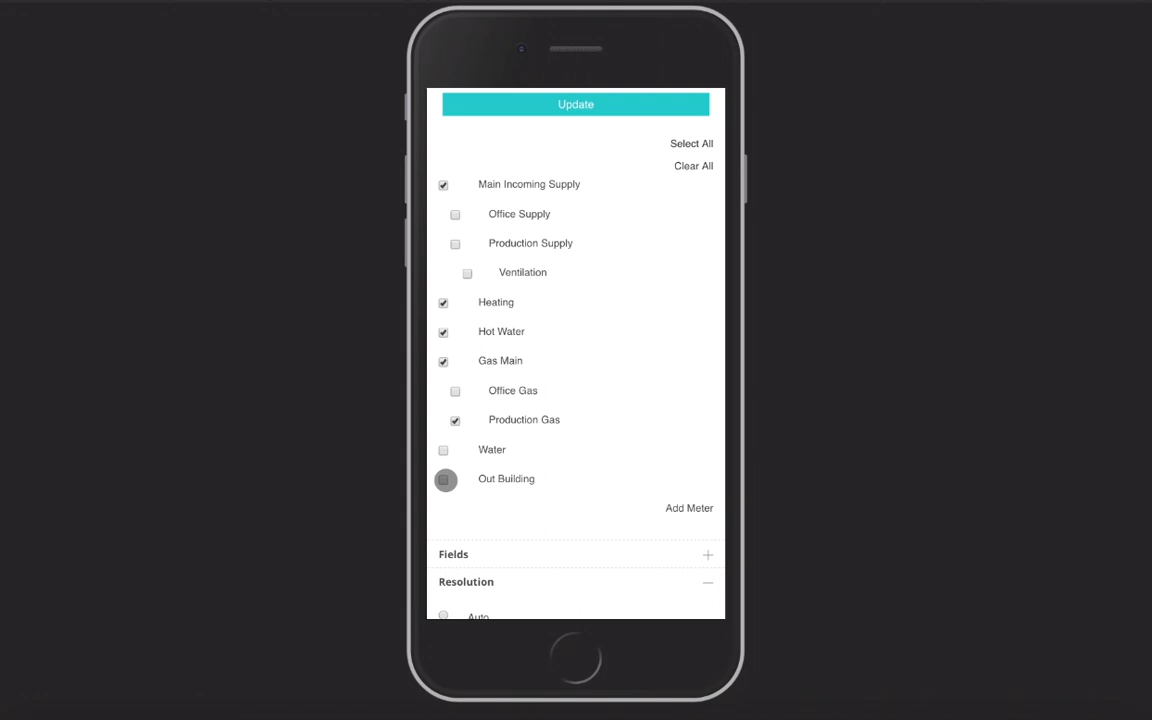 Update
Select All
Clear All
Main Incoming Supply
Office Supply
Production Supply
Ventilation
Heating
Hot Water
Gas Main
Office Gas
Production Gas
Water
Out Building
Add Meter
Fields
Resolution
Auto